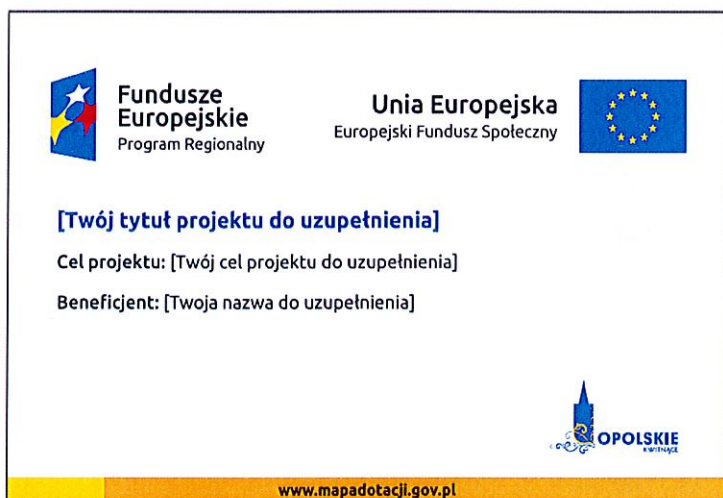 Fundusze
Europejskie
Program Regionalny
Unia Europejska
Europejski Fundusz Społeczny
[Twój tytuł projektu do uzupełnienia]
Cel projektu: [Twój cel projektu do uzupełnienia]
Beneficjent: [Twoja nazwa do uzupełnienia]
OPOLSKIE
KWITNĄCE
www.mapadotacji.gov.pl